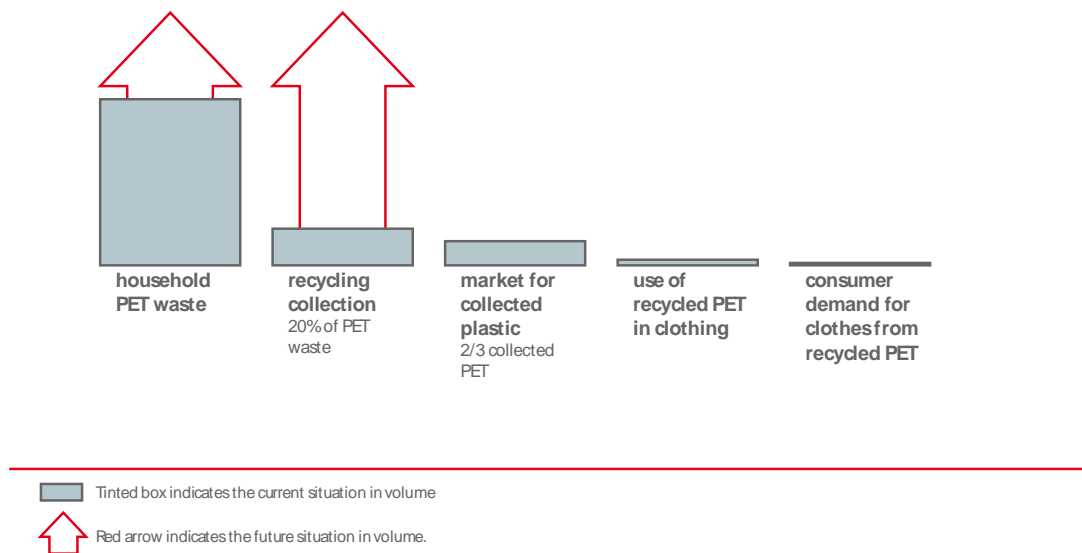 household
PET waste
recycling
collection
20% of PET
waste
market for
collected
plastic
2/3 collected
PET
use of
recycled PET
in clothing
consumer
demand for
clothes from
recycled PET
Tinted box indicates the current situation in volume
Red arrow indicates the future situation in volume.